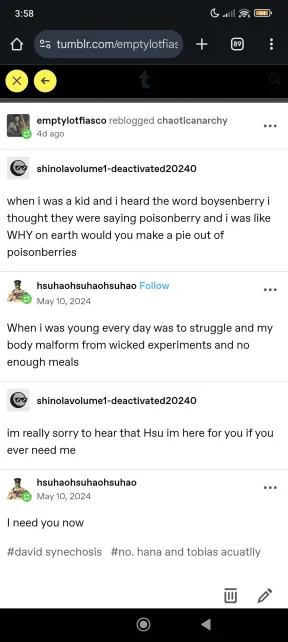 3:58
tumblr.com/emptylotfias
89
t
emptylotfiasco reblogged chaoticanarchy
4d ago
shinolavolume1-deactivated20240
when i was a kid and i heard the word boysenberry i
thought they were saying poisonberry and i was like
WHY on earth would you make a pie out of
poisonberries
hsuhaohsuhaohsuhao Follow
May 10, 2024
When i was young every day was to struggle and my
body malform from wicked experiments and no
enough meals
shinolavolume1-deactivated20240
im really sorry to hear that Hsu im here for you if you
ever need me
hsuhaohsuhaohsuhao
May 10, 2024
I need you now
#david synechosis #no. hana and tobias acuatlly